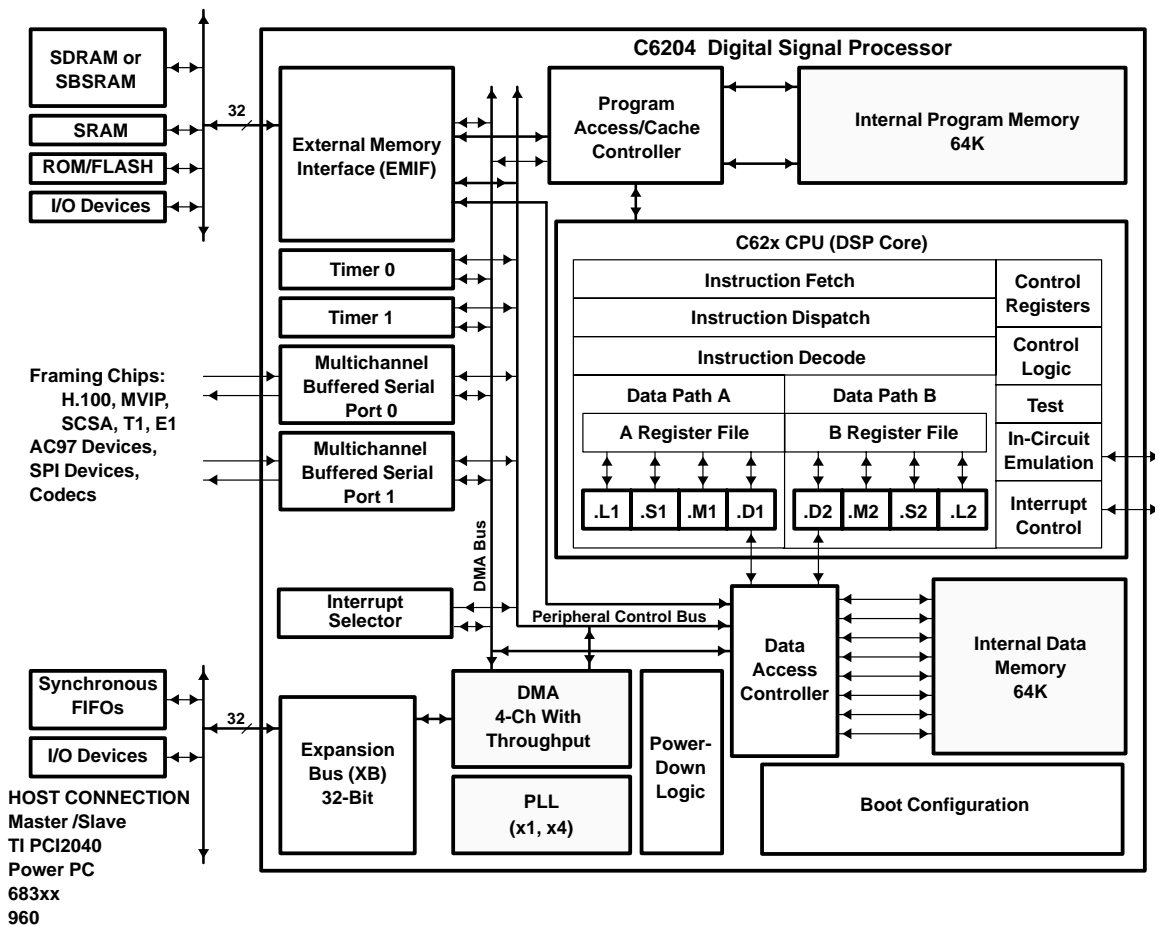 C6204 Digital Signal Processor
SDRAM or
SBSRAM
SRAM
ROM/FLASH
I/O Devices
32
External Memory
Interface (EMIF)
Program
Access/Cache
Controller
Internal Program Memory
64K
Timer 0
Timer 1
Framing Chips:
H.100, MVIP,
SCSA, T1, E1
AC97 Devices,
SPI Devices,
Codecs
Multichannel
Buffered Serial
Port 0
Multichannel
Buffered Serial
Port 1
DMA Bus
C62x CPU (DSP Core)
Instruction Fetch
Instruction Dispatch
Instruction Decode
Data Path A
Data Path B
A Register File
B Register File
.L1
.S1
.M1
.D1
.D2
.M2
.S2
.L2
Control
Registers
Control
Logic
Test
In-Circuit
Emulation
Interrupt
Control
Interrupt
Selector
Peripheral Control Bus
Data
Access
Controller
Internal Data
Memory
64K
Synchronous
FIFOs
I/O Devices
32
HOST CONNECTION
Master /Slave
TI PCI2040
Power PC
683xx
960
Expansion
Bus (XB)
32-Bit
DMA
4-Ch With
Throughput
PLL
(x1, x4)
Power-
Down
Logic
Boot Configuration